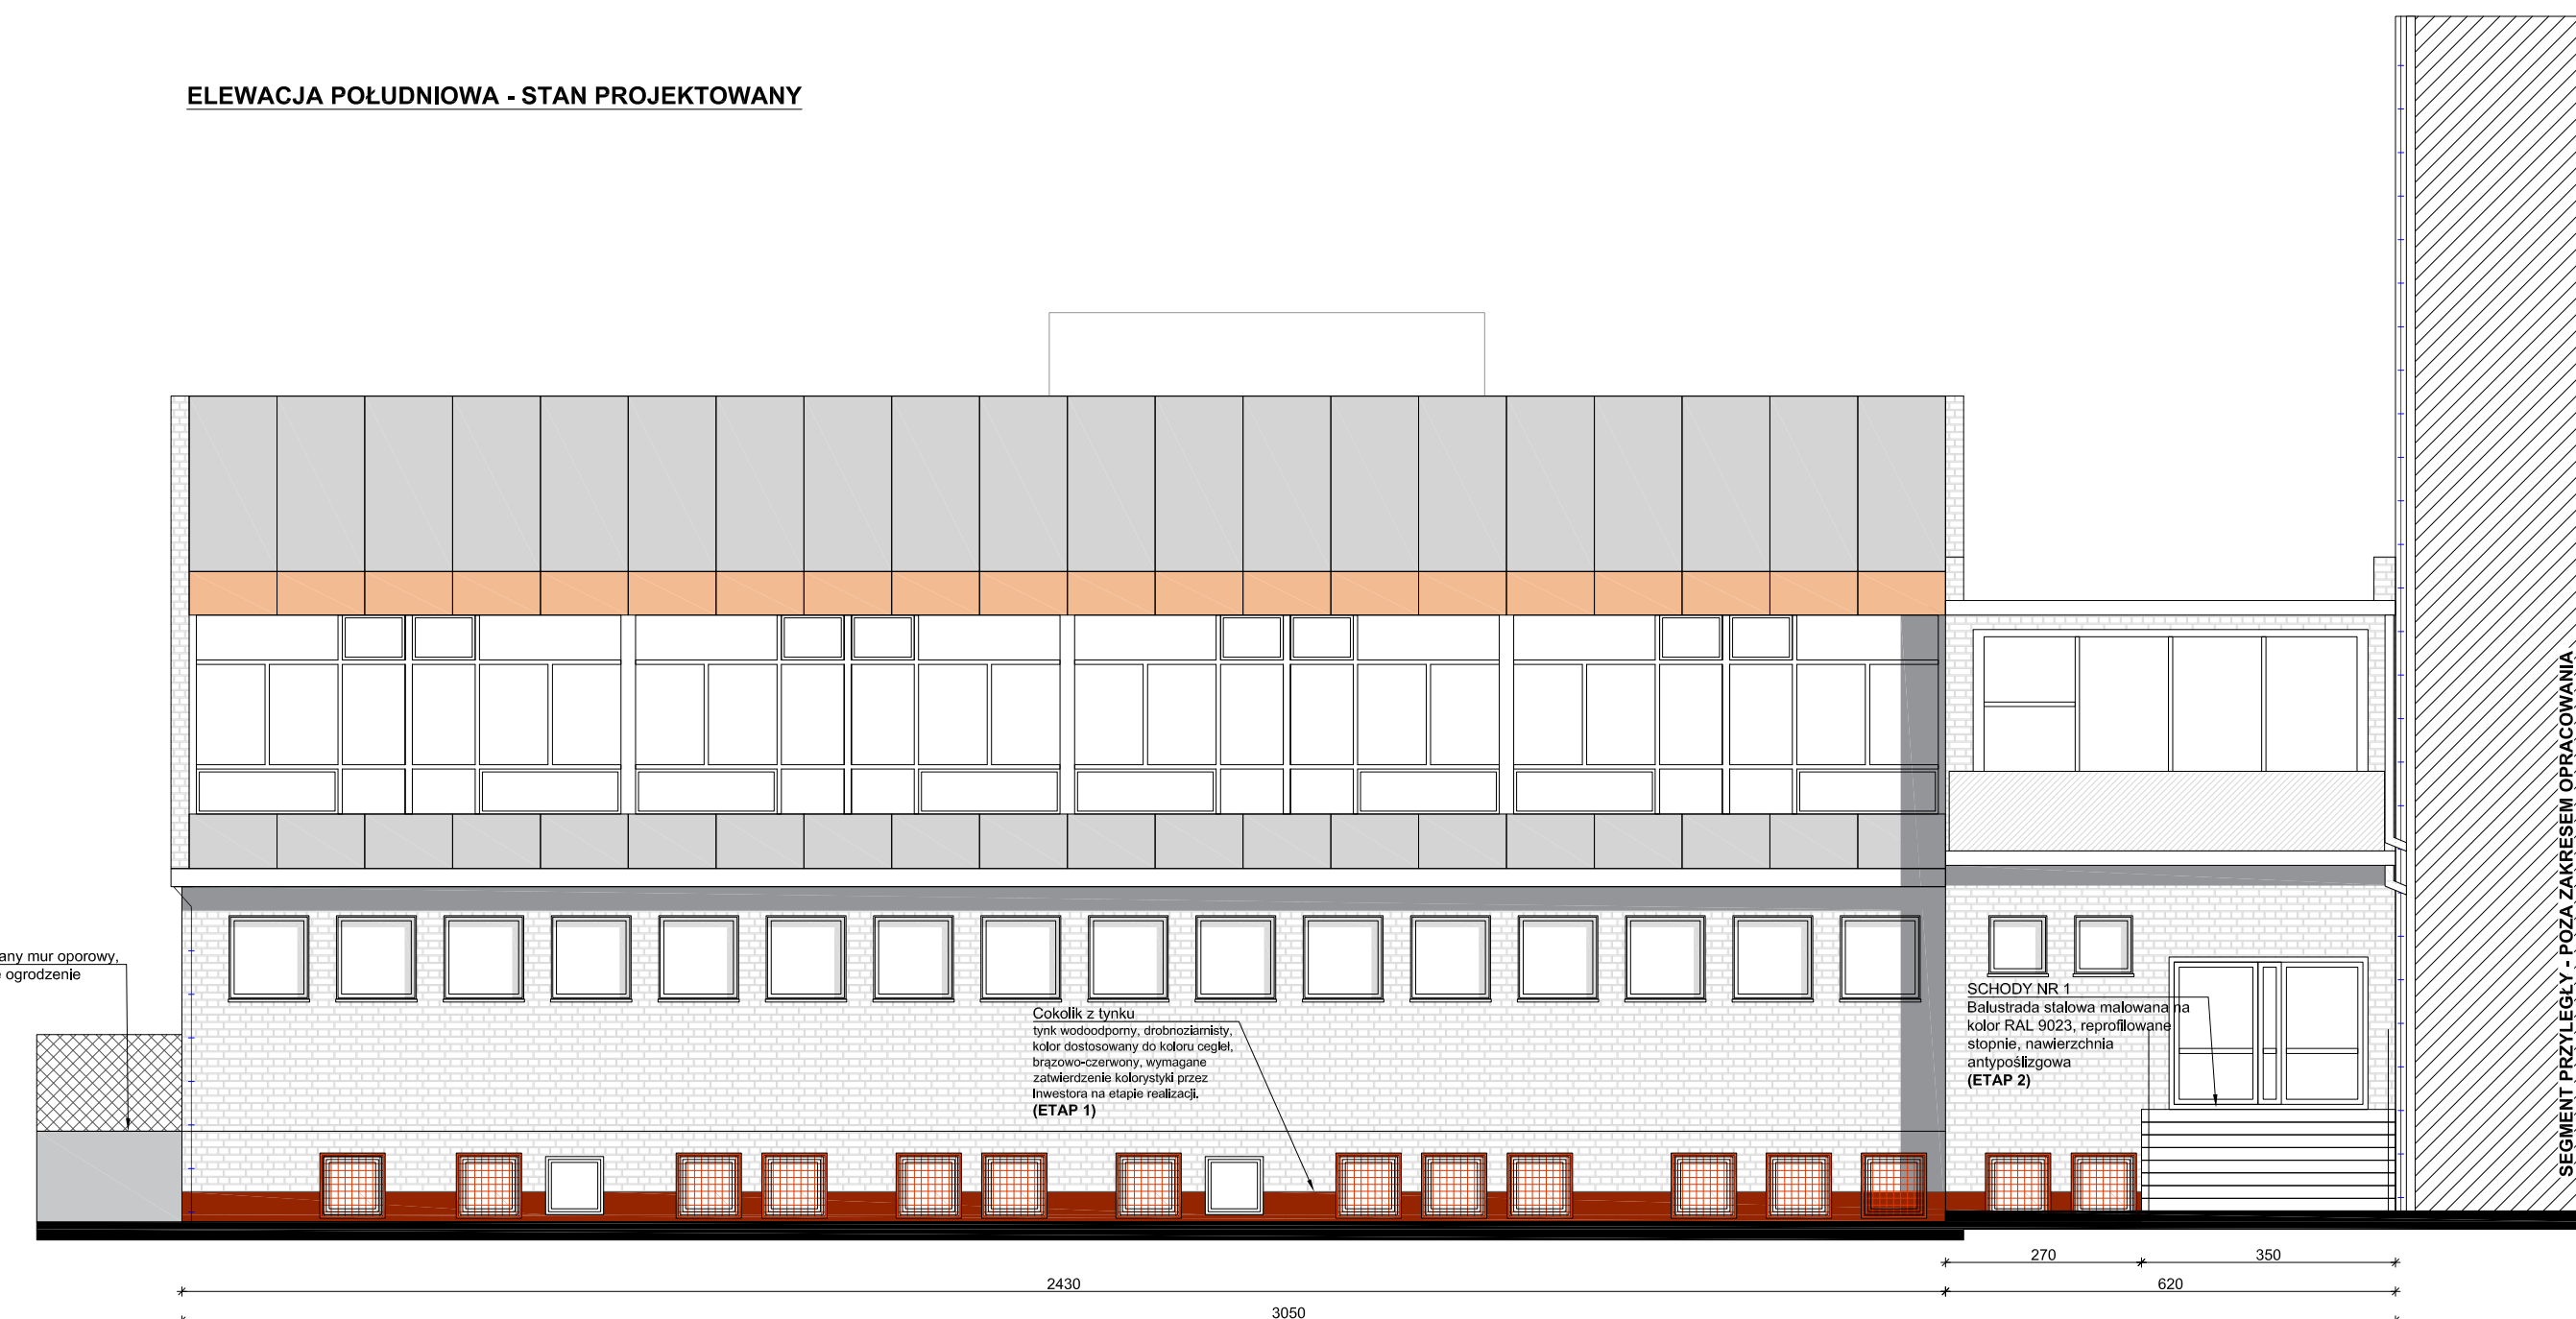 ELEWACJA POŁUDNIOWA - STAN PROJEKTOWANY
any mur oporowy,
ogrodzenie
Cokolik z tynku
tynk wodoodporny, drobnoziarnisty,
kolor dostosowany do koloru cegieł,
brązowo-czerwony, wymagane
zatwierdzenie kolorystyki przez
Inwestora na etapie realizacji.
(ETAP 1)
SCHODY NR 1
Balustrada stalowa malowana na
kolor RAL 9023, reprofilowane
stopnie, nawierzchnia
antypoślizgowa
(ETAP 2)
SEGMENT PRZYLEGŁY - POZA ZAKRESEM OPRACOWANIA
270
350
2430
620
3050